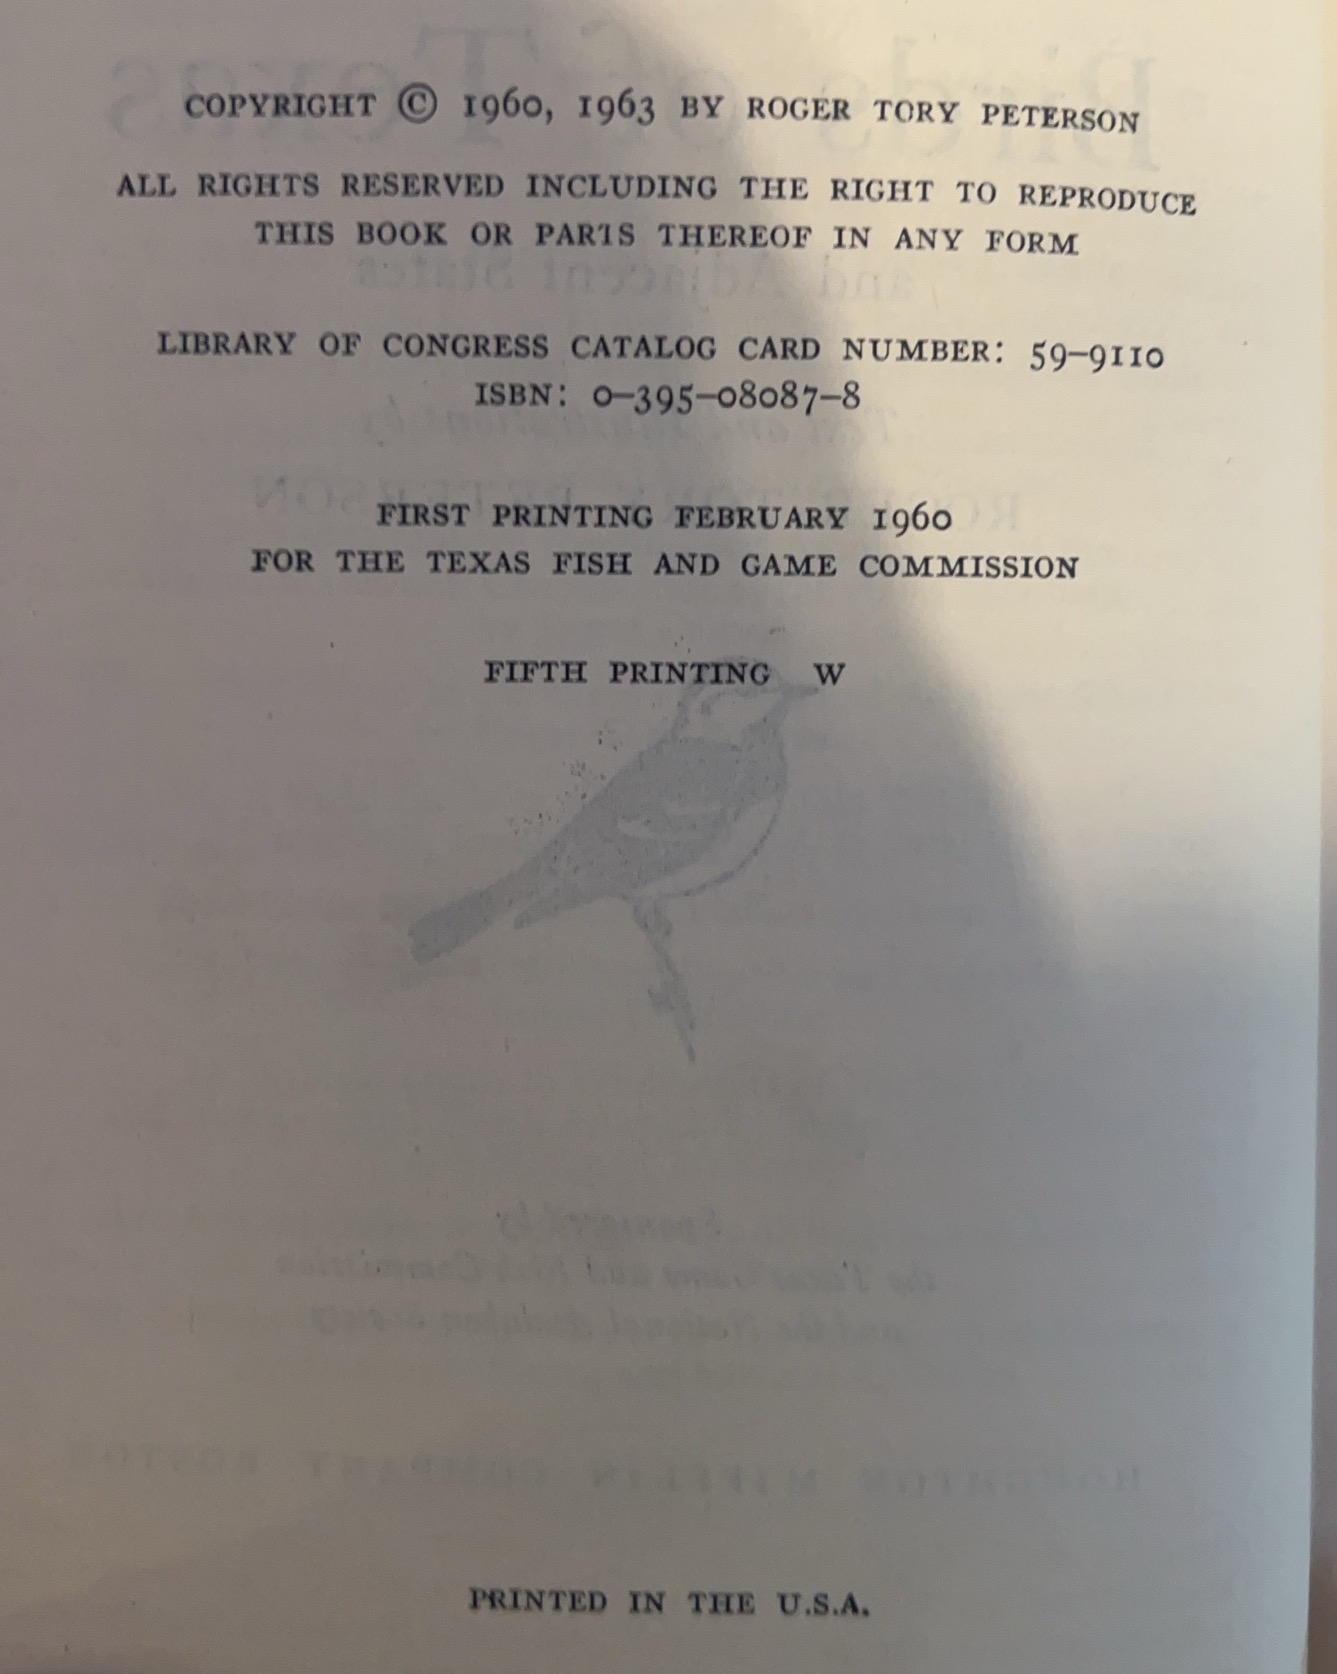 COPYRIGHT © 1960, 1963 BY ROGER TORY PETERSON
ALL RIGHTS RESERVED INCLUDING THE RIGHT TO REPRODUCE
THIS BOOK OR PARTS THEREOF IN ANY FORM
LIBRARY OF CONGRESS CATALOG CARD NUMBER: 59-9110
ISBN: 0-395-08087-8
FIRST PRINTING FEBRUARY 1960
FOR THE TEXAS FISH AND GAME COMMISSION
FIFTH PRINTING W
PRINTED IN THE U.S.A.